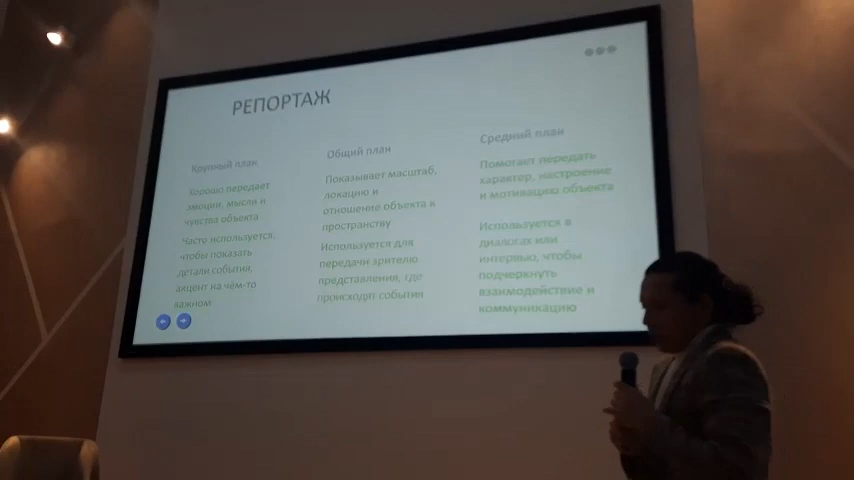 РЕПОРТАЖ
Крупный план
Хорошо передает
эмоции, мысли и
чувства объекта
Часто используется,
чтобы показать
детали события,
акцент на чём-то
важном
Общий план
Показывает масштаб,
локацию и
отношение объекта к
пространству
Используется для
передачи зрителю
представления, где
происходят события
Средний план
Помогает передать
характер, настроение
и мотивацию объекта
Используется в
диалогах или
интервью, чтобы
подчеркнуть
взаимодействие и
коммуникацию